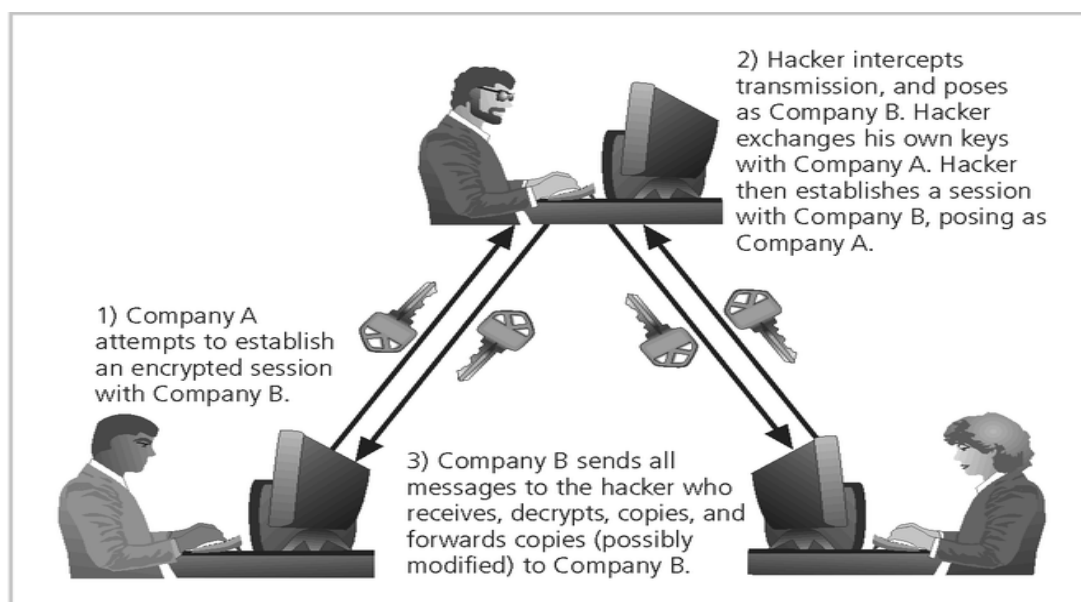 1) Company A
attempts to establish
an encrypted session
with Company B.
2) Hacker intercepts
transmission, and poses
as Company B. Hacker
exchanges his own keys
with Company A. Hacker
then establishes a session
with Company B, posing as
Company A.
3) Company B sends all
messages to the hacker who
receives, decrypts, copies, and
forwards copies (possibly
modified) to Company B.